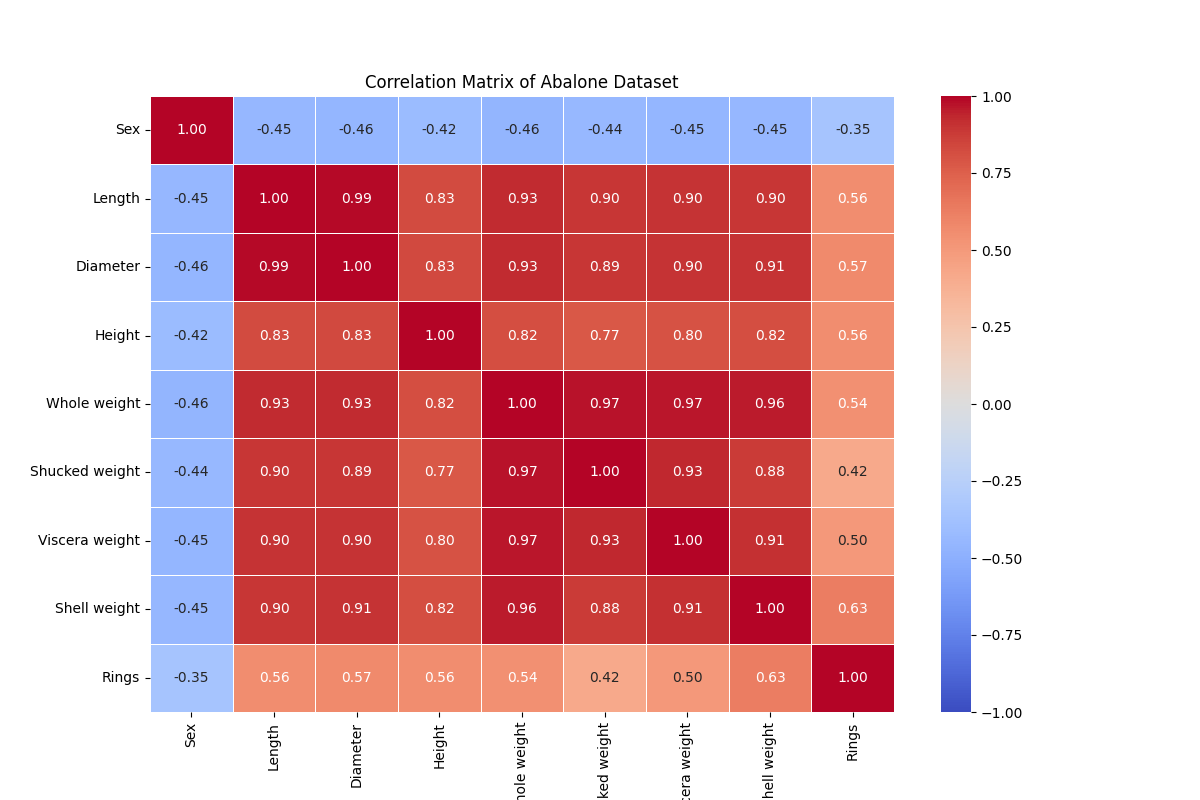 Correlation Matrix of Abalone Dataset
Sex 1.00 -0.45 -0.46 -0.42 -0.46 -0.44 -0.45 -0.45 -0.35
Length -0.45 1.00 0.99 0.83 0.93 0.90 0.90 0.90 0.56
Diameter -0.46 0.99 1.00 0.83 0.93 0.89 0.90 0.91 0.57
Height -0.42 0.83 0.83 1.00 0.82 0.77 0.80 0.82 0.56
Whole weight -0.46 0.93 0.93 0.82 1.00 0.97 0.97 0.96 0.54
Shucked weight -0.44 0.90 0.89 0.77 0.97 1.00 0.93 0.88 0.42
Viscera weight -0.45 0.90 0.90 0.80 0.97 0.93 1.00 0.91 0.50
Shell weight -0.45 0.90 0.91 0.82 0.96 0.88 0.91 1.00 0.63
Rings -0.35 0.56 0.57 0.56 0.54 0.42 0.50 0.63 1.00
Sex
Length
Diameter
Height
hole weight
ked weight
cera weight
hell weight
Rings
1.00
0.75
0.50
0.25
0.00
−0.25
−0.50
−0.75
−1.00